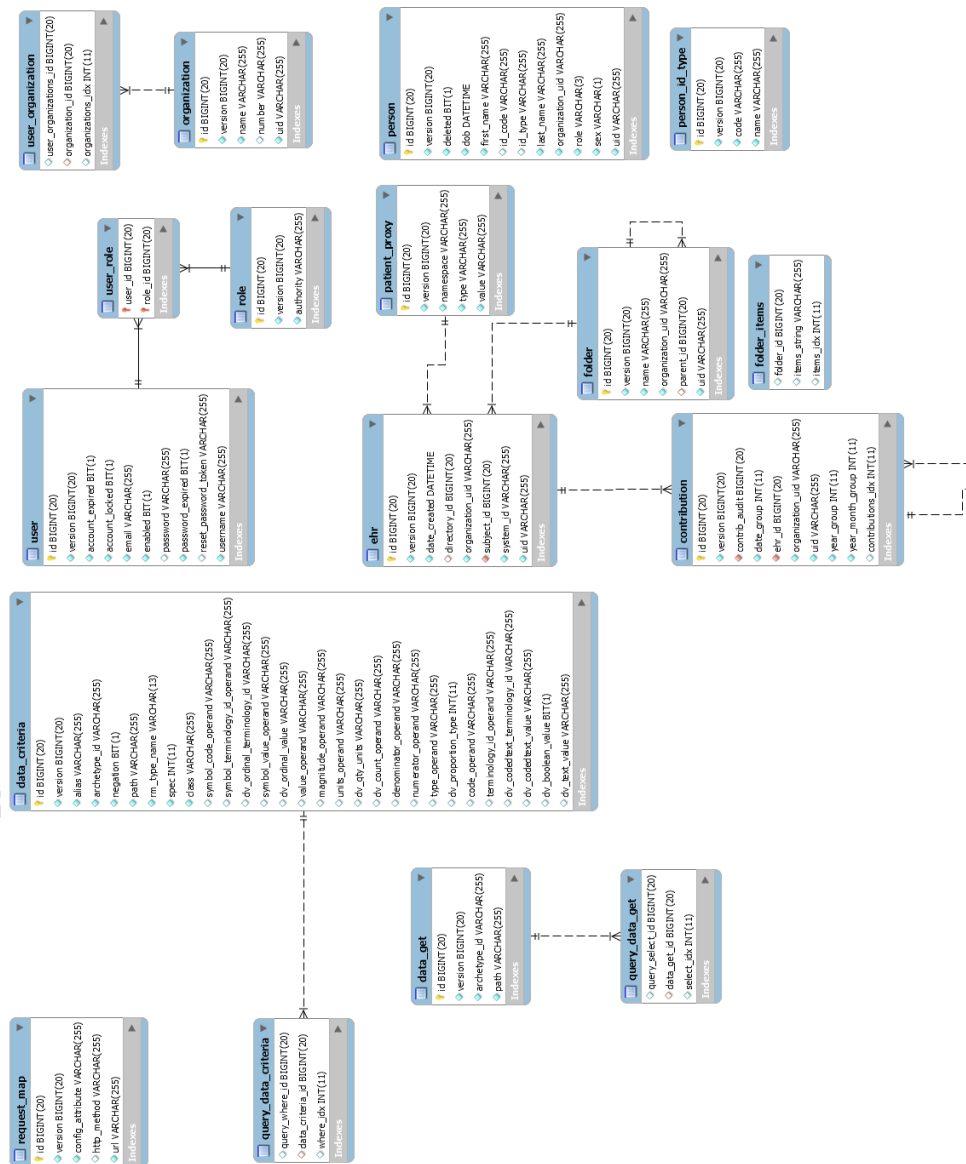 request_map
id BIGINT(20)
version BIGINT(20)
config_attribute VARCHAR(255)
http_method VARCHAR(255)
url VARCHAR(255)
Indexes
query_data_criteria
query_where_id BIGINT(20)
data_criteria_id BIGINT(20)
where_idx INT(11)
Indexes
data_get
id BIGINT(20)
version BIGINT(20)
archetype_id VARCHAR(255)
path VARCHAR(255)
Indexes
query_data_get
query_select_id BIGINT(20)
data_get_id BIGINT(20)
select_idx INT(11)
Indexes
data_criteria
id BIGINT(20)
version BIGINT(20)
alias VARCHAR(255)
archetype_id VARCHAR(255)
negation BIT(1)
path VARCHAR(255)
rm_type_name VARCHAR(13)
spec INT(11)
class VARCHAR(255)
symbol_code_operand VARCHAR(255)
symbol_terminology_id_operand VARCHAR(255)
dv_ordinal_terminology_id VARCHAR(255)
symbol_value_operand VARCHAR(255)
dv_ordinal_value VARCHAR(255)
value_operand VARCHAR(255)
magnitude_operand VARCHAR(255)
units_operand VARCHAR(255)
dv_qty_units VARCHAR(255)
dv_count_operand VARCHAR(255)
denominator_operand VARCHAR(255)
numerator_operand VARCHAR(255)
type_operand VARCHAR(255)
dv_proportion_type INT(11)
code_operand VARCHAR(255)
terminology_id_operand VARCHAR(255)
dv_codedtext_terminology_id VARCHAR(255)
dv_codedtext_value VARCHAR(255)
dv_boolean_value BIT(1)
dv_text_value VARCHAR(255)
Indexes
user
id BIGINT(20)
version BIGINT(20)
account_expired BIT(1)
account_locked BIT(1)
email VARCHAR(255)
enabled BIT(1)
password VARCHAR(255)
password_expired BIT(1)
reset_password_token VARCHAR(255)
username VARCHAR(255)
Indexes
user_role
user_id BIGINT(20)
role_id BIGINT(20)
Indexes
role
id BIGINT(20)
version BIGINT(20)
authority VARCHAR(255)
Indexes
user_organization
user_organizations_id BIGINT(20)
organization_id BIGINT(20)
organizations_idx INT(11)
Indexes
organization
id BIGINT(20)
version BIGINT(20)
name VARCHAR(255)
number VARCHAR(255)
uid VARCHAR(255)
Indexes
ehr
id BIGINT(20)
version BIGINT(20)
date_created DATETIME
directory_id BIGINT(20)
organization_uid VARCHAR(255)
subject_id BIGINT(20)
system_id VARCHAR(255)
uid VARCHAR(255)
Indexes
patient_proxy
id BIGINT(20)
version BIGINT(20)
namespace VARCHAR(255)
type VARCHAR(255)
value VARCHAR(255)
Indexes
person
id BIGINT(20)
version BIGINT(20)
deleted BIT(1)
dob DATETIME
first_name VARCHAR(255)
id_code VARCHAR(255)
id_type VARCHAR(255)
last_name VARCHAR(255)
organization_uid VARCHAR(255)
role VARCHAR(3)
sex VARCHAR(1)
uid VARCHAR(255)
Indexes
person_id_type
id BIGINT(20)
version BIGINT(20)
code VARCHAR(255)
name VARCHAR(255)
Indexes
folder
id BIGINT(20)
version BIGINT(20)
name VARCHAR(255)
organization_uid VARCHAR(255)
parent_id BIGINT(20)
uid VARCHAR(255)
Indexes
folder_items
folder_id BIGINT(20)
items_string VARCHAR(255)
items_idx INT(11)
Indexes
contribution
id BIGINT(20)
version BIGINT(20)
contrib_audit BIGINT(20)
date_group INT(11)
ehr_id BIGINT(20)
organization_uid VARCHAR(255)
uid VARCHAR(255)
year_group INT(11)
year_month_group INT(11)
contributions_idx INT(11)
Indexes